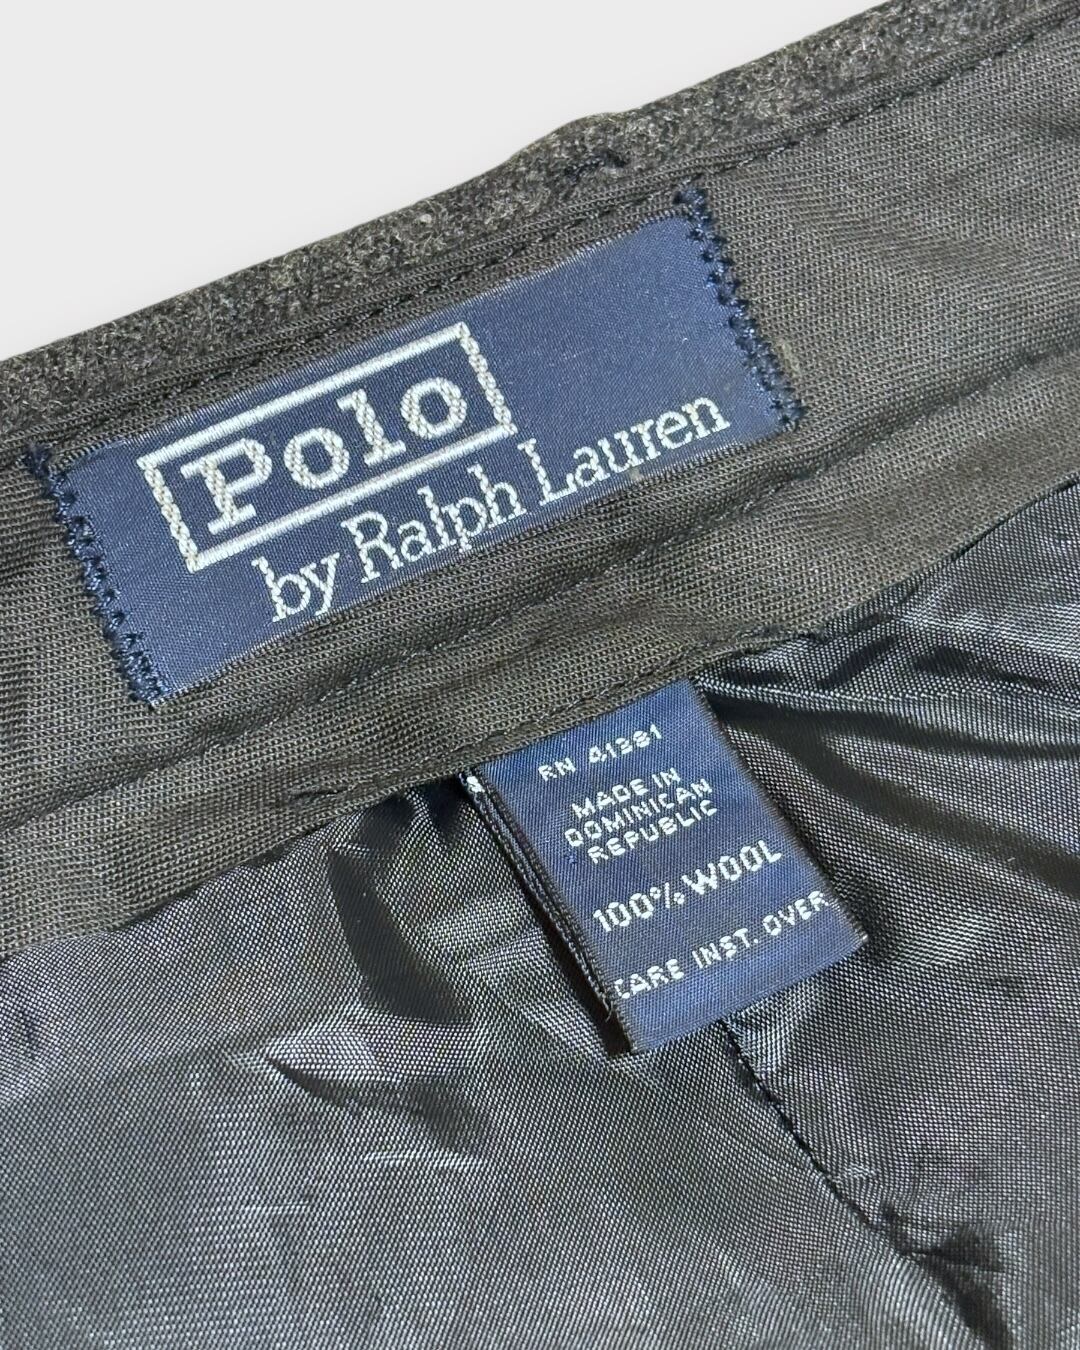 Polo
by Ralph Lauren
RN 41381
MADE IN
DOMINICAN
REPUBLIC
100% WOOL
CARE INST. OVER